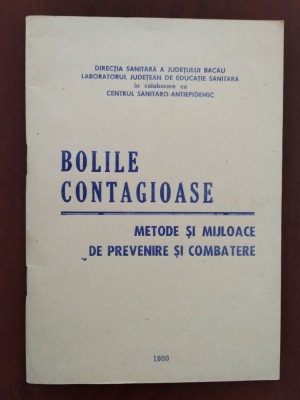 DIRECȚIA SANITARĂ A JUDEȚULUI BACĂU
LABORATORUL JUDEȚEAN DE EDUCAȚIE SANITARĂ
în colaborare cu
CENTRUL SANITARO-ANTIEPIDEMIC
BOLILE
CONTAGIOASE
METODE ȘI MIJLOACE
DE PREVENIRE ȘI COMBATERE
1980